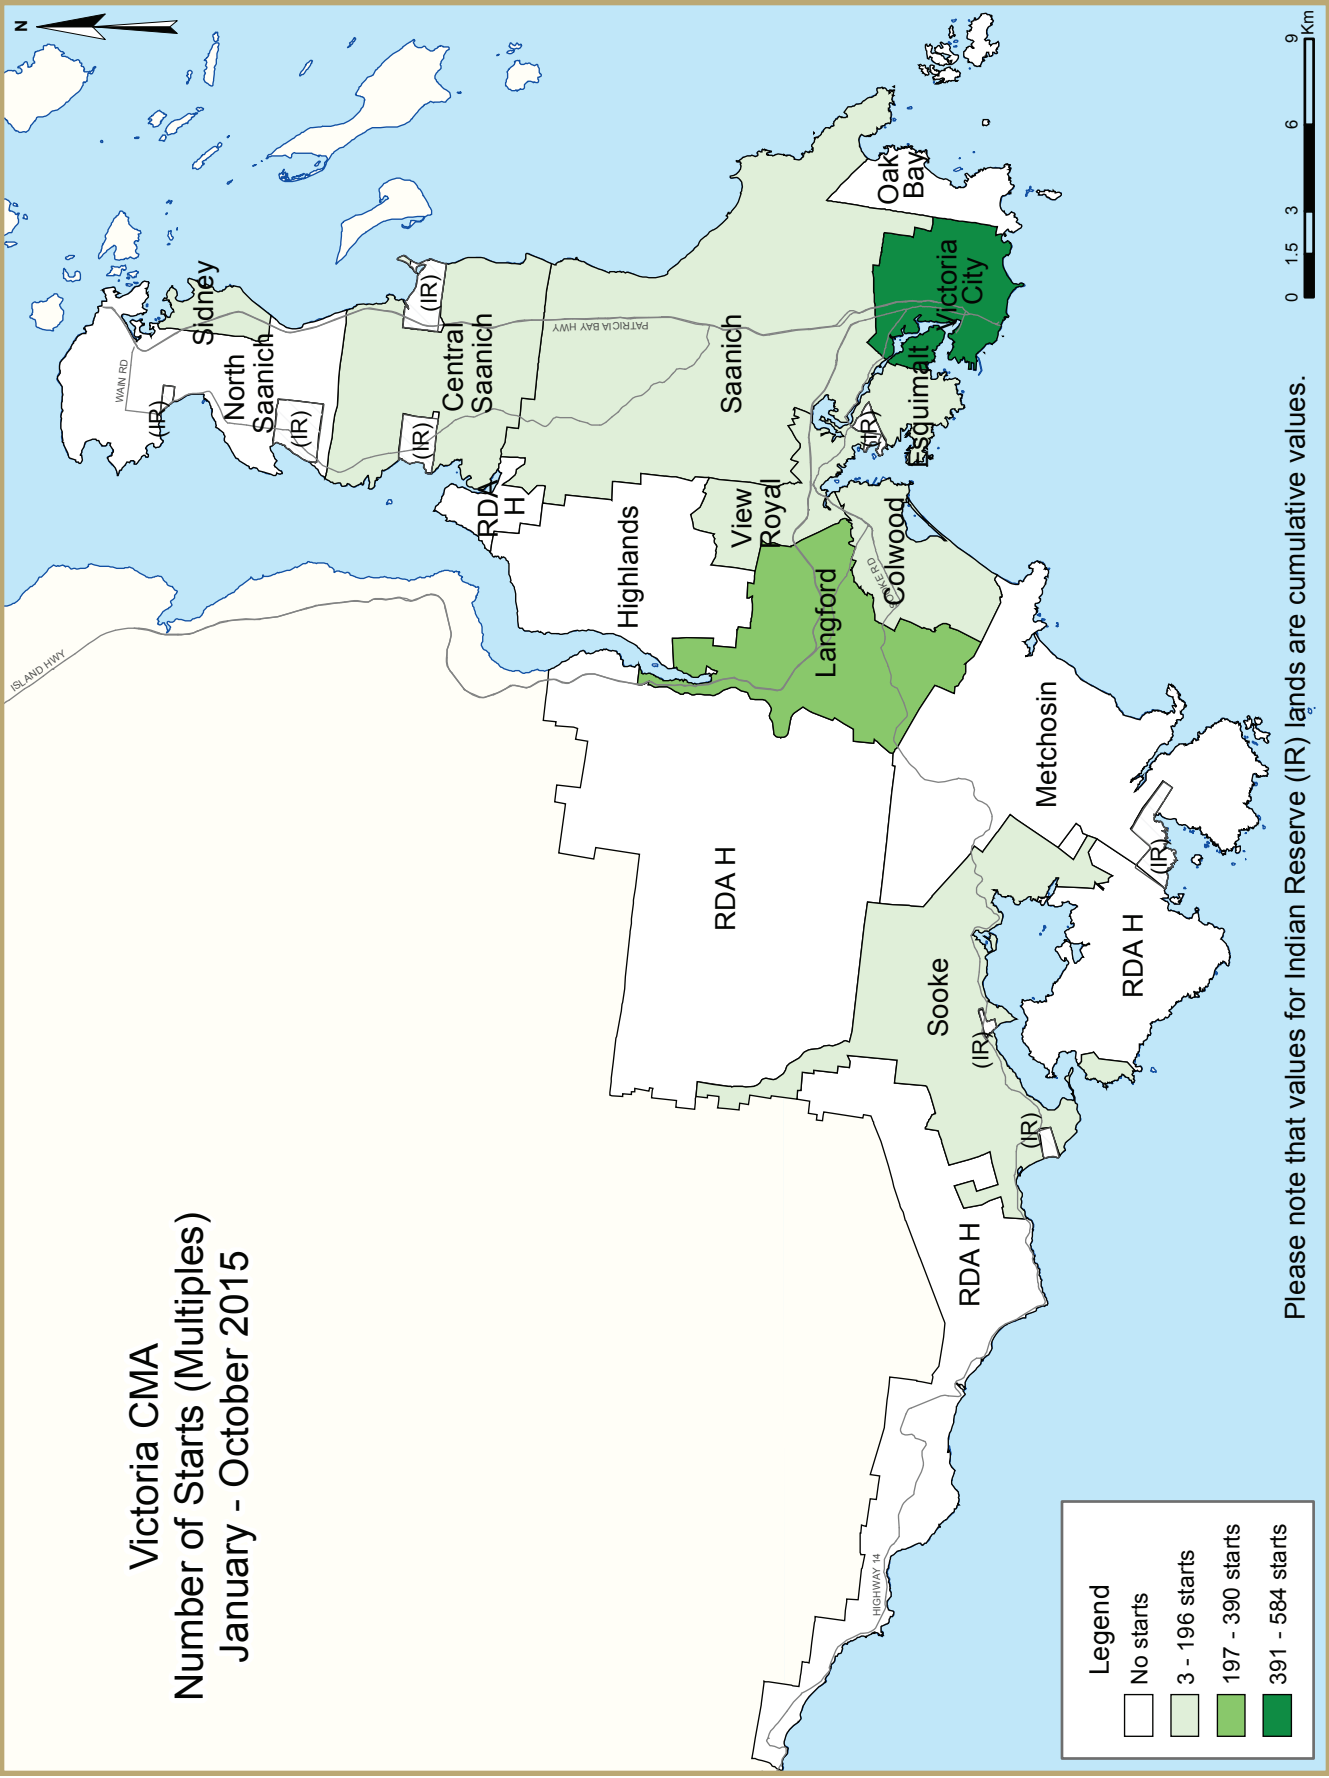 Victoria CMA
Number of Starts (Multiples)
January - October 2015
N
ISLAND HWY
WAIN RD
(IR)
North
Saanich
(IR)
Sidney
(IR)
(IR)
Central
Saanich
PATRICIA BAY HWY
RDA
H
Saanich
Highlands
View
Royal
Langford
Colwood
SOOKE RD
(IR)
Esquimalt
Victoria
City
Oak
Bay
Metchosin
(IR)
RDA H
RDA H
Sooke
(IR)
(IR)
RDA H
HIGHWAY 14
Legend
No starts
3 - 196 starts
197 - 390 starts
391 - 584 starts
0 1.5 3 6 9
Km
Please note that values for Indian Reserve (IR) lands are cumulative values.